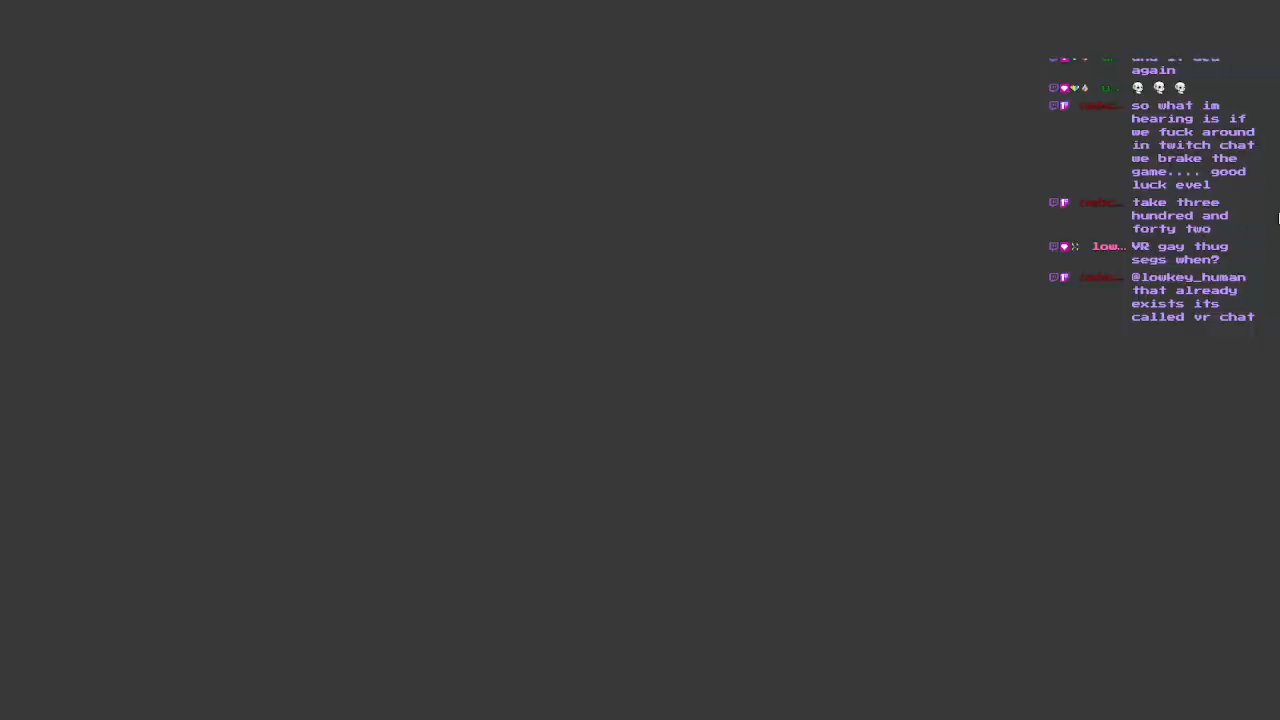 again
so what im
hearing is if
we fuck around
in twitch chat
we brake the
game.... good
luck evel
take three
hundred and
forty two
low... VR gay thug
segs when?
@lowkey_human
that already
exists its
called vr chat